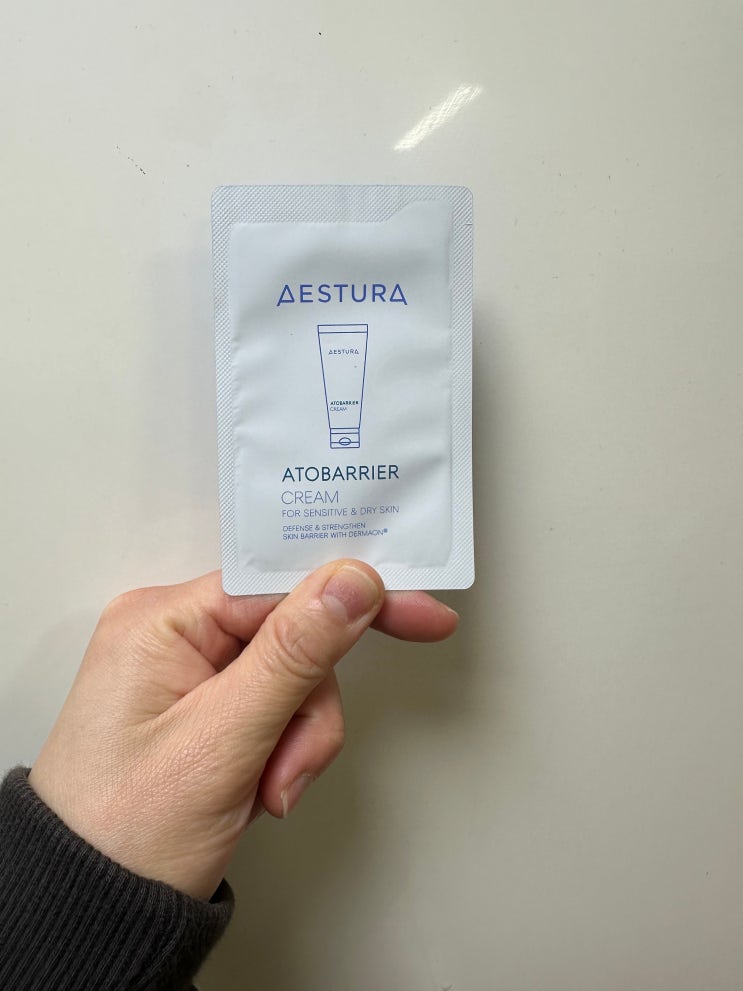 AESTURA
AESTURA
ATOBARRIER
CREAM
ATOBARRIER
CREAM
FOR SENSITIVE & DRY SKIN
DEFENSE & STRENGTHEN
SKIN BARRIER WITH DERMAON®